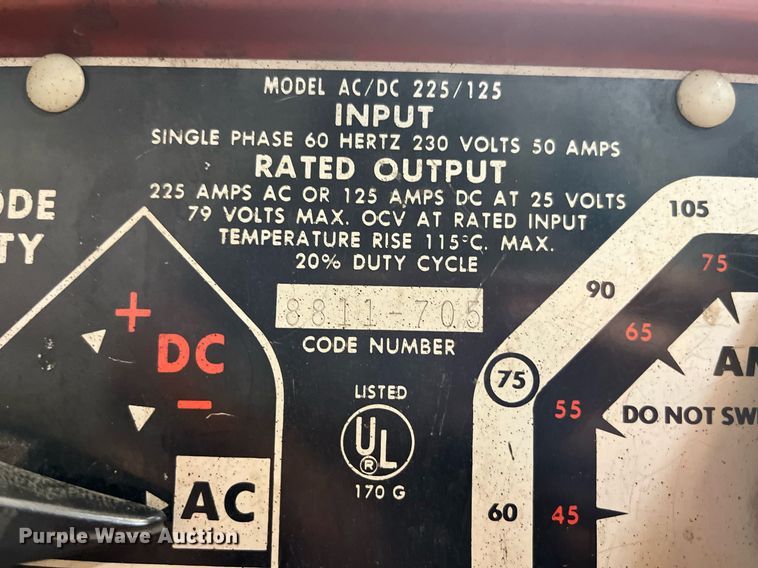 MODEL AC/DC 225/125
INPUT
SINGLE PHASE 60 HERTZ 230 VOLTS 50 AMPS
RATED OUTPUT
225 AMPS AC OR 125 AMPS DC AT 25 VOLTS
79 VOLTS MAX. OCV AT RATED INPUT
TEMPERATURE RISE 115°C. MAX.
20% DUTY CYCLE
8811-705
CODE NUMBER
LISTED
UL
®
170 G
ODE
TY
+
DC
–
AC
105
75
90
65
75
55
60
45
AM
DO NOT SWI
Purple Wave Auction